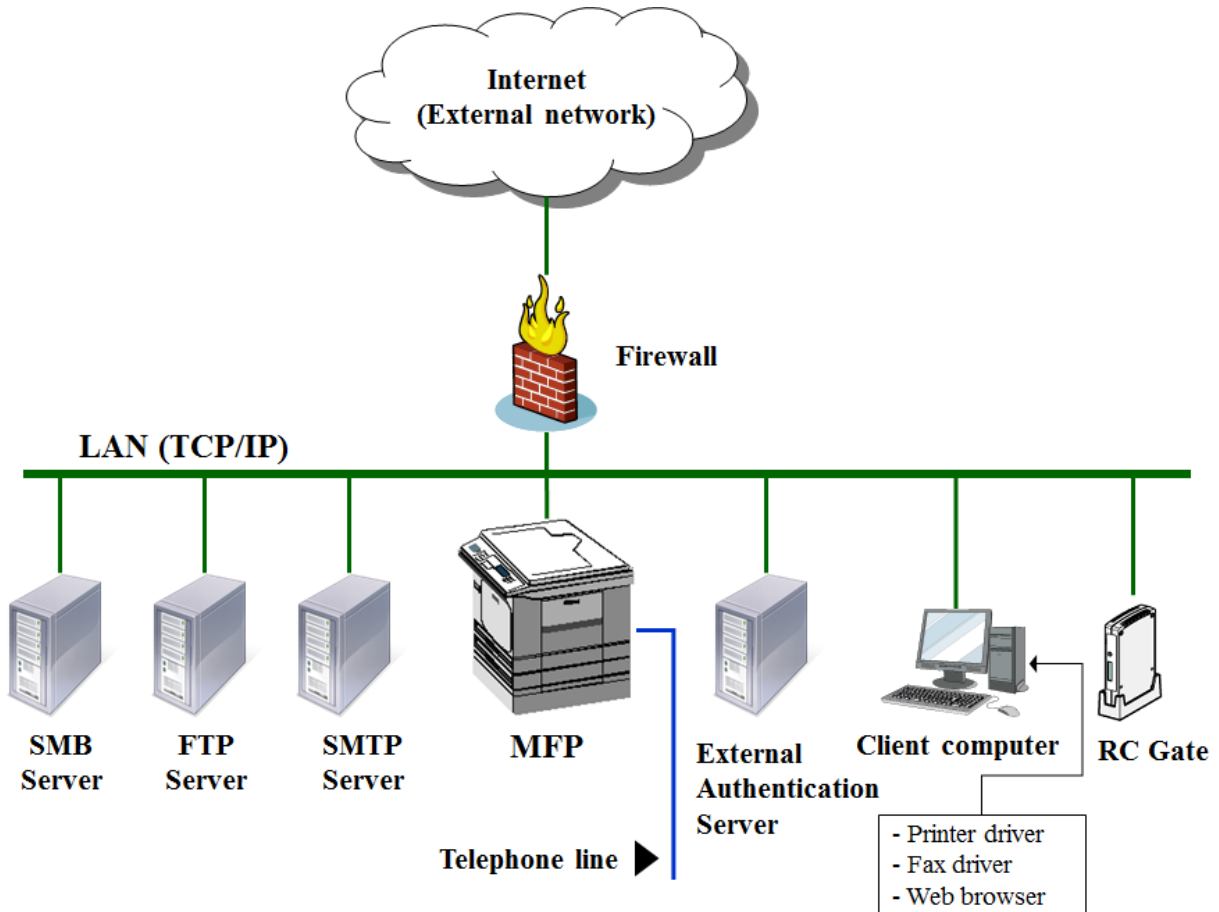 Internet
(External network)
Firewall
LAN (TCP/IP)
SMB
Server
FTP
Server
SMTP
Server
MFP
External
Authentication
Server
Client computer
RC Gate
Telephone line
- Printer driver
- Fax driver
- Web browser